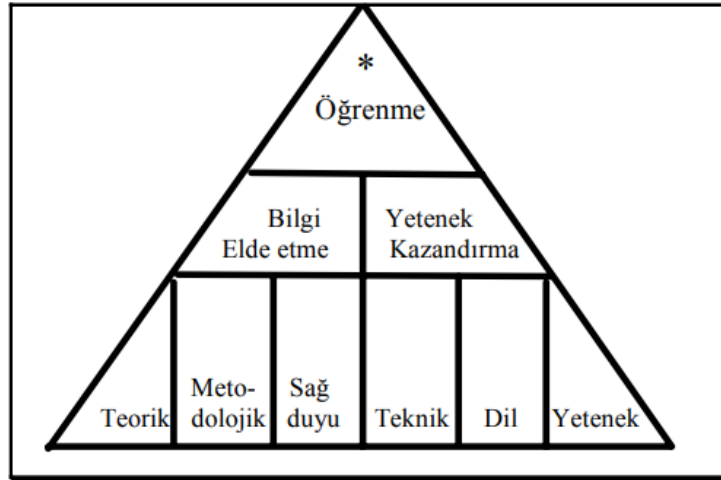 *
Öğrenme
Bilgi
Elde etme
Yetenek
Kazandırma
Teorik
Meto-
dolojik
Sağ
duyu
Teknik
Dil
Yetenek